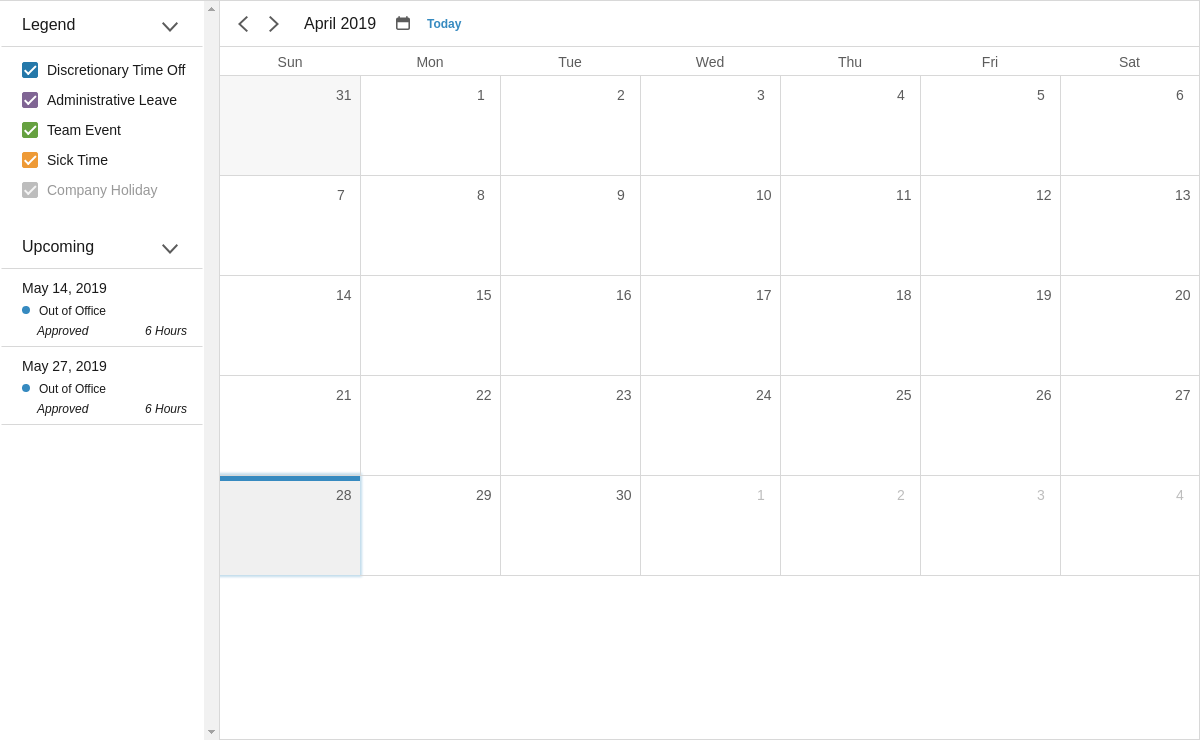 Legend
Discretionary Time Off
Administrative Leave
Team Event
Sick Time
Company Holiday
Upcoming
May 14, 2019
Out of Office
Approved 6 Hours
May 27, 2019
Out of Office
Approved 6 Hours
April 2019 Today
Sun Mon Tue Wed Thu Fri Sat
31 1 2 3 4 5 6
7 8 9 10 11 12 13
14 15 16 17 18 19 20
21 22 23 24 25 26 27
28 29 30 1 2 3 4